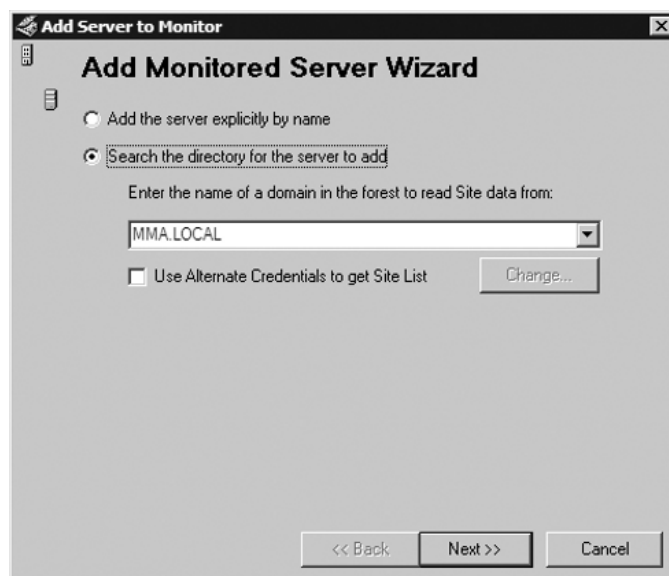 Add Server to Monitor
Add Monitored Server Wizard
Add the server explicitly by name
Search the directory for the server to add
Enter the name of a domain in the forest to read Site data from:
MMA.LOCAL
Use Alternate Credentials to get Site List
Change...
<< Back
Next >>
Cancel